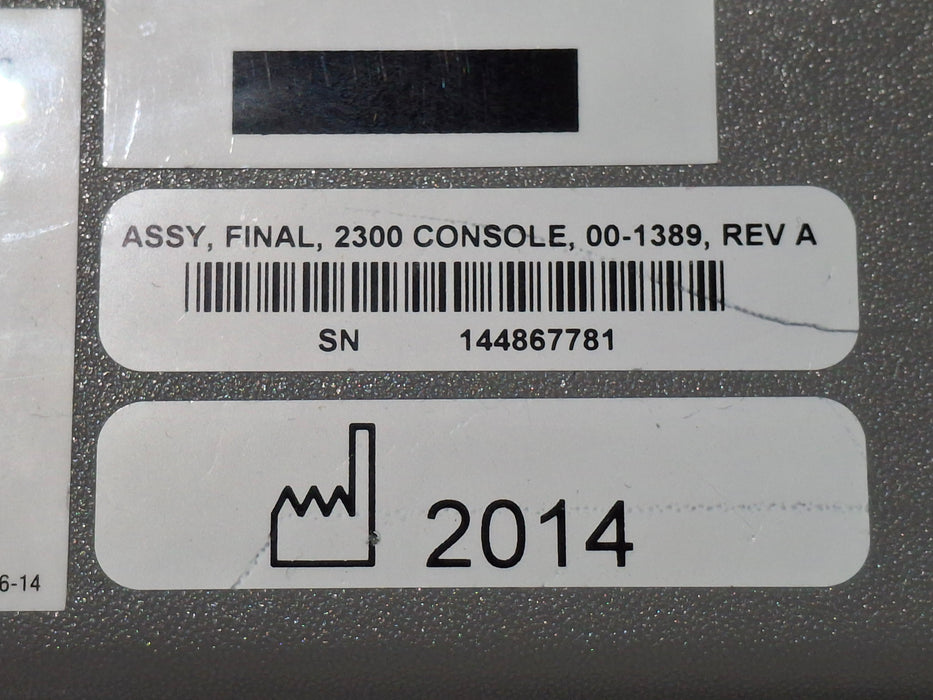 ASSY, FINAL, 2300 CONSOLE, 00-1389, REV A
SN 144867781
2014
6-14